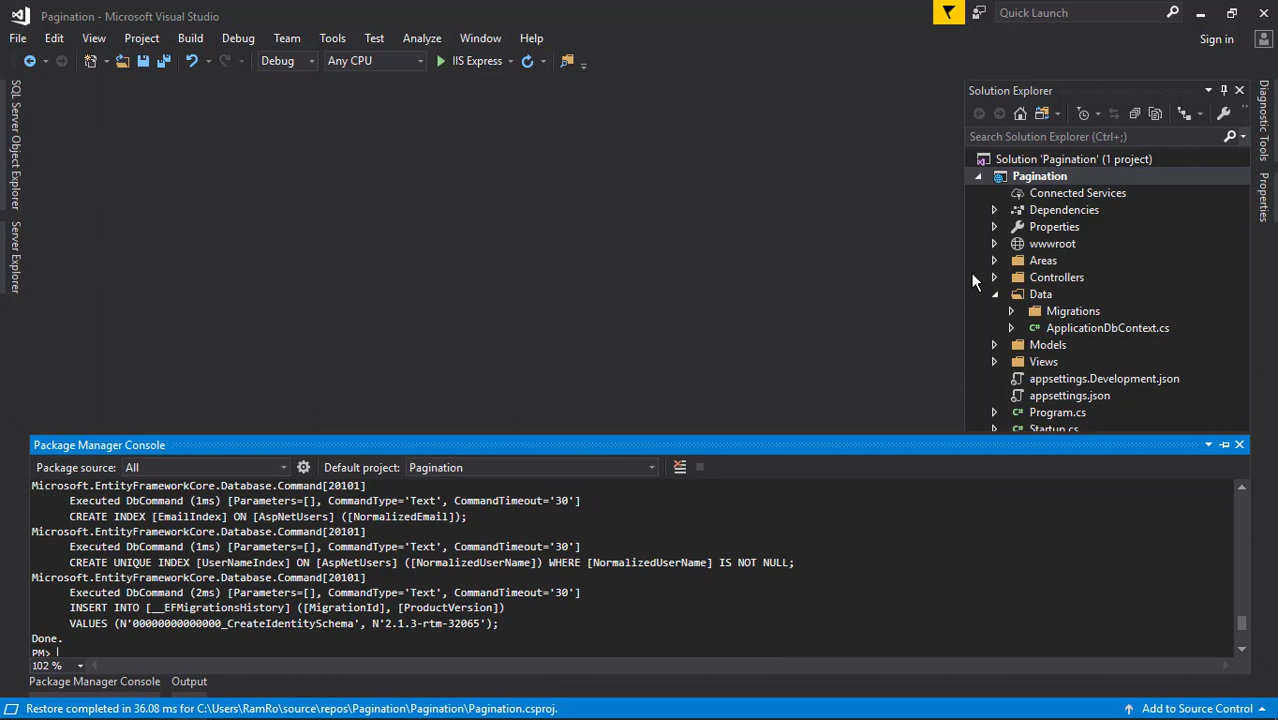 Pagination - Microsoft Visual Studio
Quick Launch
File Edit View Project Build Debug Team Tools Test Analyze Window Help
Sign in
Debug Any CPU IIS Express
SQL Server Object Explorer
Server Explorer
Solution Explorer
Search Solution Explorer (Ctrl+;)
Solution 'Pagination' (1 project)
Pagination
Connected Services
Dependencies
Properties
wwwroot
Areas
Controllers
Data
Migrations
ApplicationDbContext.cs
Models
Views
appsettings.Development.json
appsettings.json
Program.cs
Startup.cs
Diagnostic Tools
Properties
Package Manager Console
Package source: All Default project: Pagination
Microsoft.EntityFrameworkCore.Database.Command[20101]
Executed DbCommand (1ms) [Parameters=[], CommandType='Text', CommandTimeout='30']
CREATE INDEX [EmailIndex] ON [AspNetUsers] ([NormalizedEmail]);
Microsoft.EntityFrameworkCore.Database.Command[20101]
Executed DbCommand (1ms) [Parameters=[], CommandType='Text', CommandTimeout='30']
CREATE UNIQUE INDEX [UserNameIndex] ON [AspNetUsers] ([NormalizedUserName]) WHERE [NormalizedUserName] IS NOT NULL;
Microsoft.EntityFrameworkCore.Database.Command[20101]
Executed DbCommand (2ms) [Parameters=[], CommandType='Text', CommandTimeout='30']
INSERT INTO [__EFMigrationsHistory] ([MigrationId], [ProductVersion])
VALUES (N'00000000000000_CreateIdentitySchema', N'2.1.3-rtm-32065');
Done.
PM>
102 %
Package Manager Console Output
Restore completed in 36.08 ms for C:\Users\RamRo\source\repos\Pagination\Pagination\Pagination.csproj.
Add to Source Control